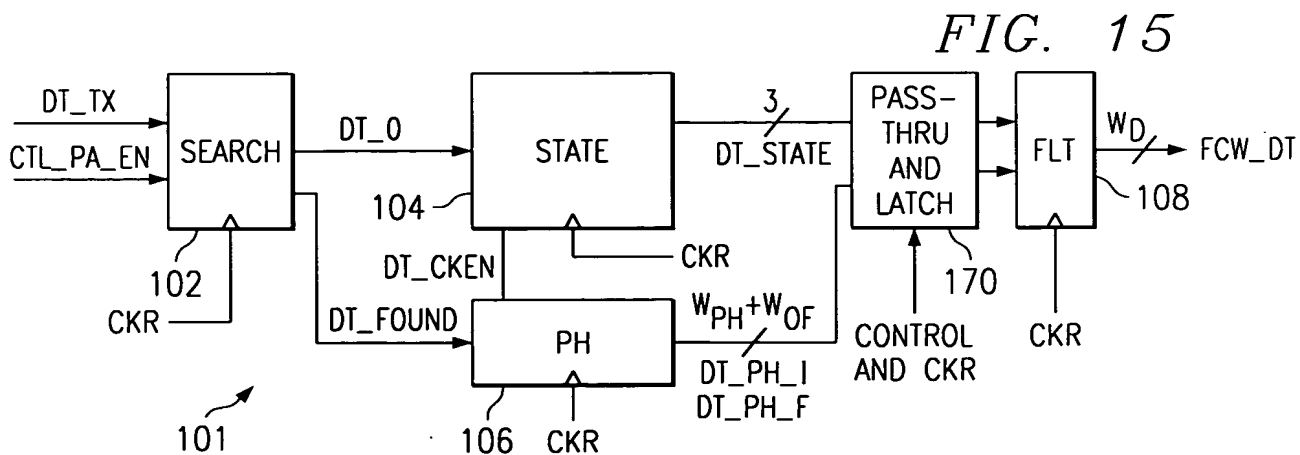 FIG. 15
DT_TX
CTL_PA_EN
SEARCH
102
CKR
DT_0
DT_FOUND
STATE
104
DT_CKEN
CKR
PH
106
CKR
3
DT_STATE
W_PH+W_OF
DT_PH_I
DT_PH_F
PASS-
THRU
AND
LATCH
170
CONTROL
AND CKR
FLT
108
CKR
W_D
FCW_DT
101